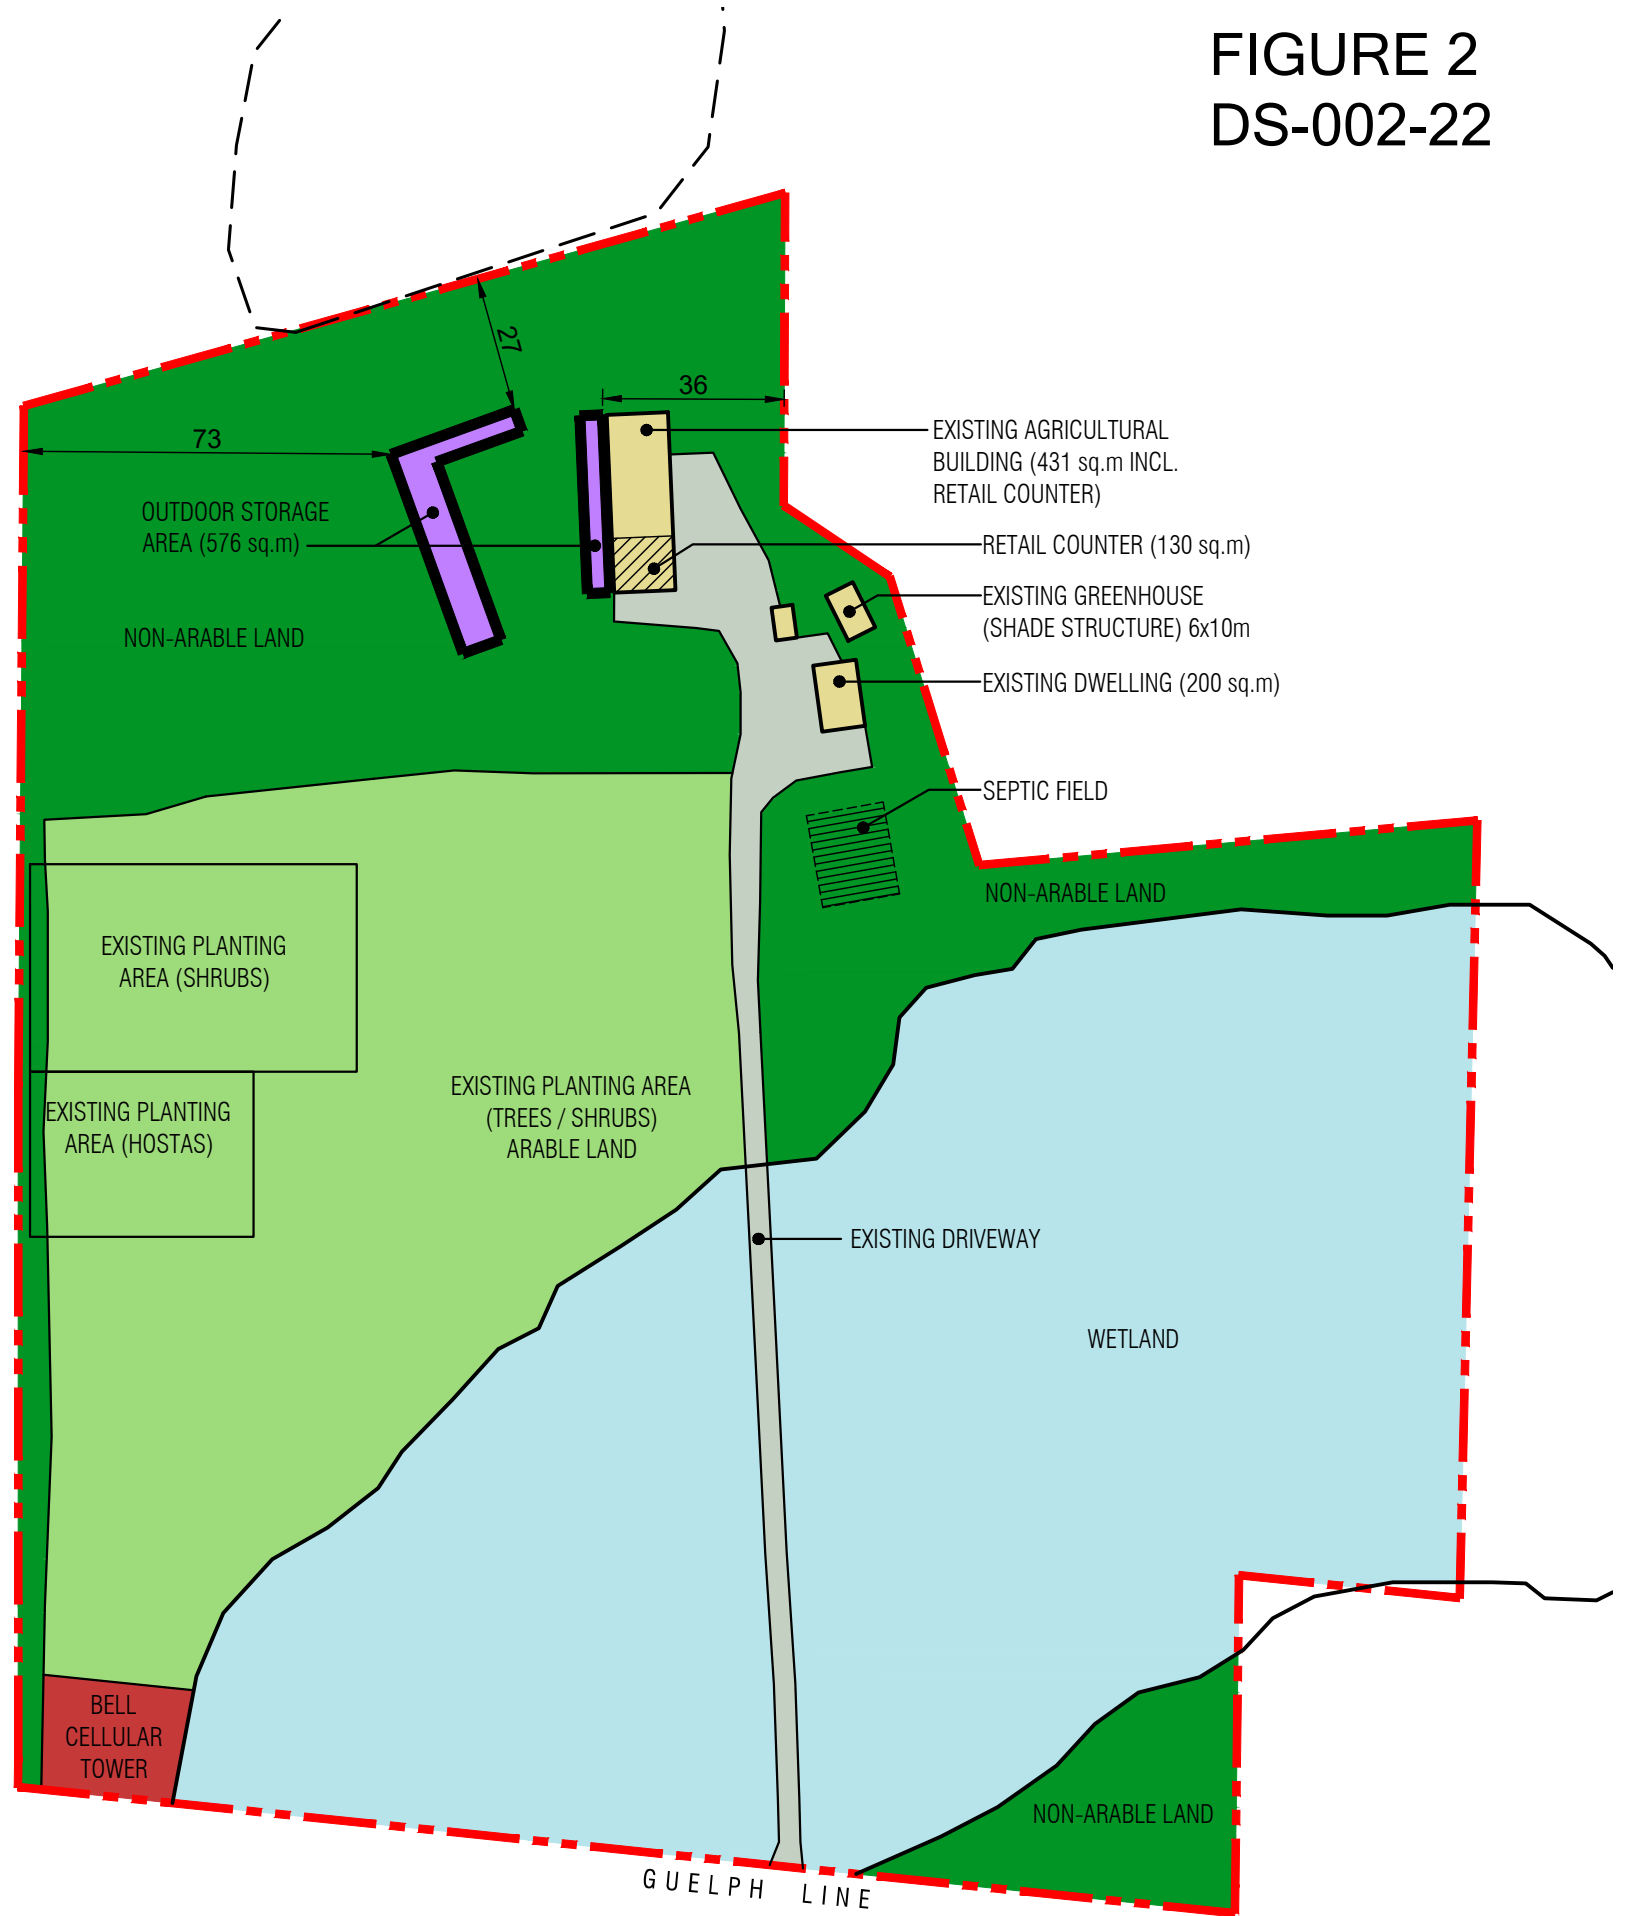 FIGURE 2
DS-002-22
27
36
73
EXISTING AGRICULTURAL
BUILDING (431 sq.m INCL.
RETAIL COUNTER)
OUTDOOR STORAGE
AREA (576 sq.m)
RETAIL COUNTER (130 sq.m)
EXISTING GREENHOUSE
(SHADE STRUCTURE) 6x10m
NON-ARABLE LAND
EXISTING DWELLING (200 sq.m)
SEPTIC FIELD
NON-ARABLE LAND
EXISTING PLANTING
AREA (SHRUBS)
EXISTING PLANTING AREA
(TREES / SHRUBS)
ARABLE LAND
EXISTING PLANTING
AREA (HOSTAS)
EXISTING DRIVEWAY
WETLAND
BELL
CELLULAR
TOWER
NON-ARABLE LAND
GUELPH LINE